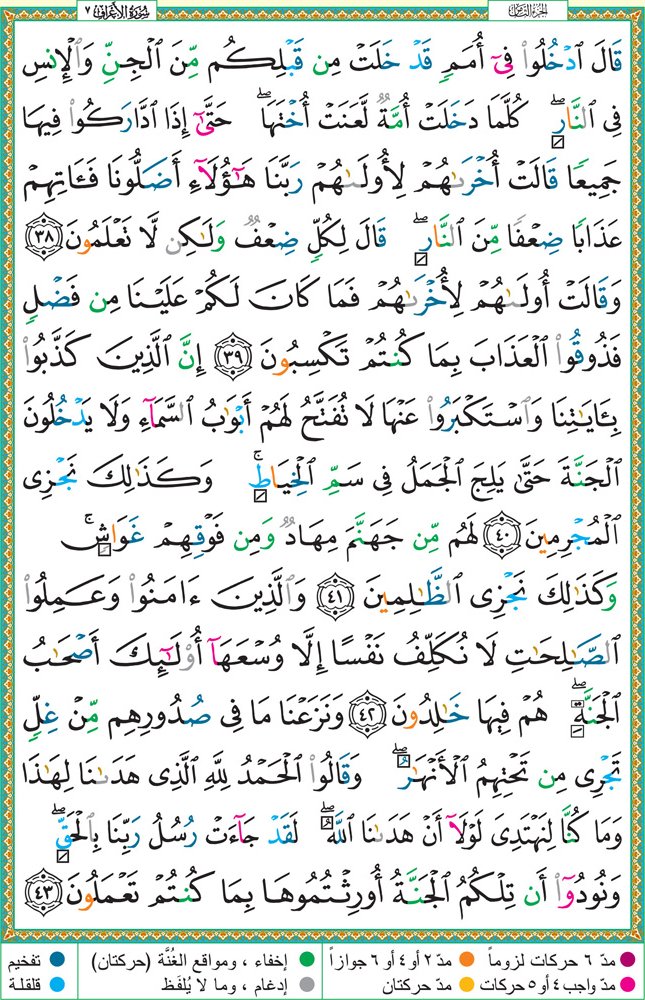 سورة الأعراف ٧
الجزء الثامن
قَالَ ٱدْخُلُوا۟ فِىٓ أُمَمٍ قَدْ خَلَتْ مِن قَبْلِكُم مِّنَ ٱلْجِنِّ وَٱلْإِنسِ
فِى ٱلنَّارِ ۖ كُلَّمَا دَخَلَتْ أُمَّةٌ لَّعَنَتْ أُخْتَهَا ۖ حَتَّىٰٓ إِذَا ٱدَّارَكُوا۟ فِيهَا
جَمِيعًا قَالَتْ أُخْرَىٰهُمْ لِأُولَىٰهُمْ رَبَّنَا هَـٰٓؤُلَآءِ أَضَلُّونَا فَـَٔاتِهِمْ
عَذَابًا ضِعْفًا مِّنَ ٱلنَّارِ ۖ قَالَ لِكُلٍّ ضِعْفٌ وَلَـٰكِن لَّا تَعْلَمُونَ ٣٨
وَقَالَتْ أُولَىٰهُمْ لِأُخْرَىٰهُمْ فَمَا كَانَ لَكُمْ عَلَيْنَا مِن فَضْلٍ
فَذُوقُوا۟ ٱلْعَذَابَ بِمَا كُنتُمْ تَكْسِبُونَ ٣٩ إِنَّ ٱلَّذِينَ كَذَّبُوا۟
بِـَٔايَـٰتِنَا وَٱسْتَكْبَرُوا۟ عَنْهَا لَا تُفَتَّحُ لَهُمْ أَبْوَٰبُ ٱلسَّمَآءِ وَلَا يَدْخُلُونَ
ٱلْجَنَّةَ حَتَّىٰ يَلِجَ ٱلْجَمَلُ فِى سَمِّ ٱلْخِيَاطِ ۚ وَكَذَٰلِكَ نَجْزِى
ٱلْمُجْرِمِينَ ٤٠ لَهُم مِّن جَهَنَّمَ مِهَادٌ وَمِن فَوْقِهِمْ غَوَاشٍ ۚ
وَكَذَٰلِكَ نَجْزِى ٱلظَّـٰلِمِينَ ٤١ وَٱلَّذِينَ ءَامَنُوا۟ وَعَمِلُوا۟
ٱلصَّـٰلِحَـٰتِ لَا نُكَلِّفُ نَفْسًا إِلَّا وُسْعَهَآ أُو۟لَـٰٓئِكَ أَصْحَـٰبُ
ٱلْجَنَّةِ ۖ هُمْ فِيهَا خَـٰلِدُونَ ٤٢ وَنَزَعْنَا مَا فِى صُدُورِهِم مِّنْ غِلٍّ
تَجْرِى مِن تَحْتِهِمُ ٱلْأَنْهَـٰرُ ۖ وَقَالُوا۟ ٱلْحَمْدُ لِلَّهِ ٱلَّذِى هَدَىٰنَا لِهَـٰذَا
وَمَا كُنَّا لِنَهْتَدِىَ لَوْلَآ أَنْ هَدَىٰنَا ٱللَّهُ ۖ لَقَدْ جَآءَتْ رُسُلُ رَبِّنَا بِٱلْحَقِّ ۖ
وَنُودُوٓا۟ أَن تِلْكُمُ ٱلْجَنَّةُ أُورِثْتُمُوهَا بِمَا كُنتُمْ تَعْمَلُونَ ٤٣
مدّ ٦ حركات لزوماً مدّ ٢ أو ٤ أو ٦ جوازاً إخفاء ، ومواقع الغُنَّة (حركتان) تفخيم
مدّ واجب ٤ أو ٥ حركات مدّ حركتان إدغام ، وما لا يُلفَظ قلقلة